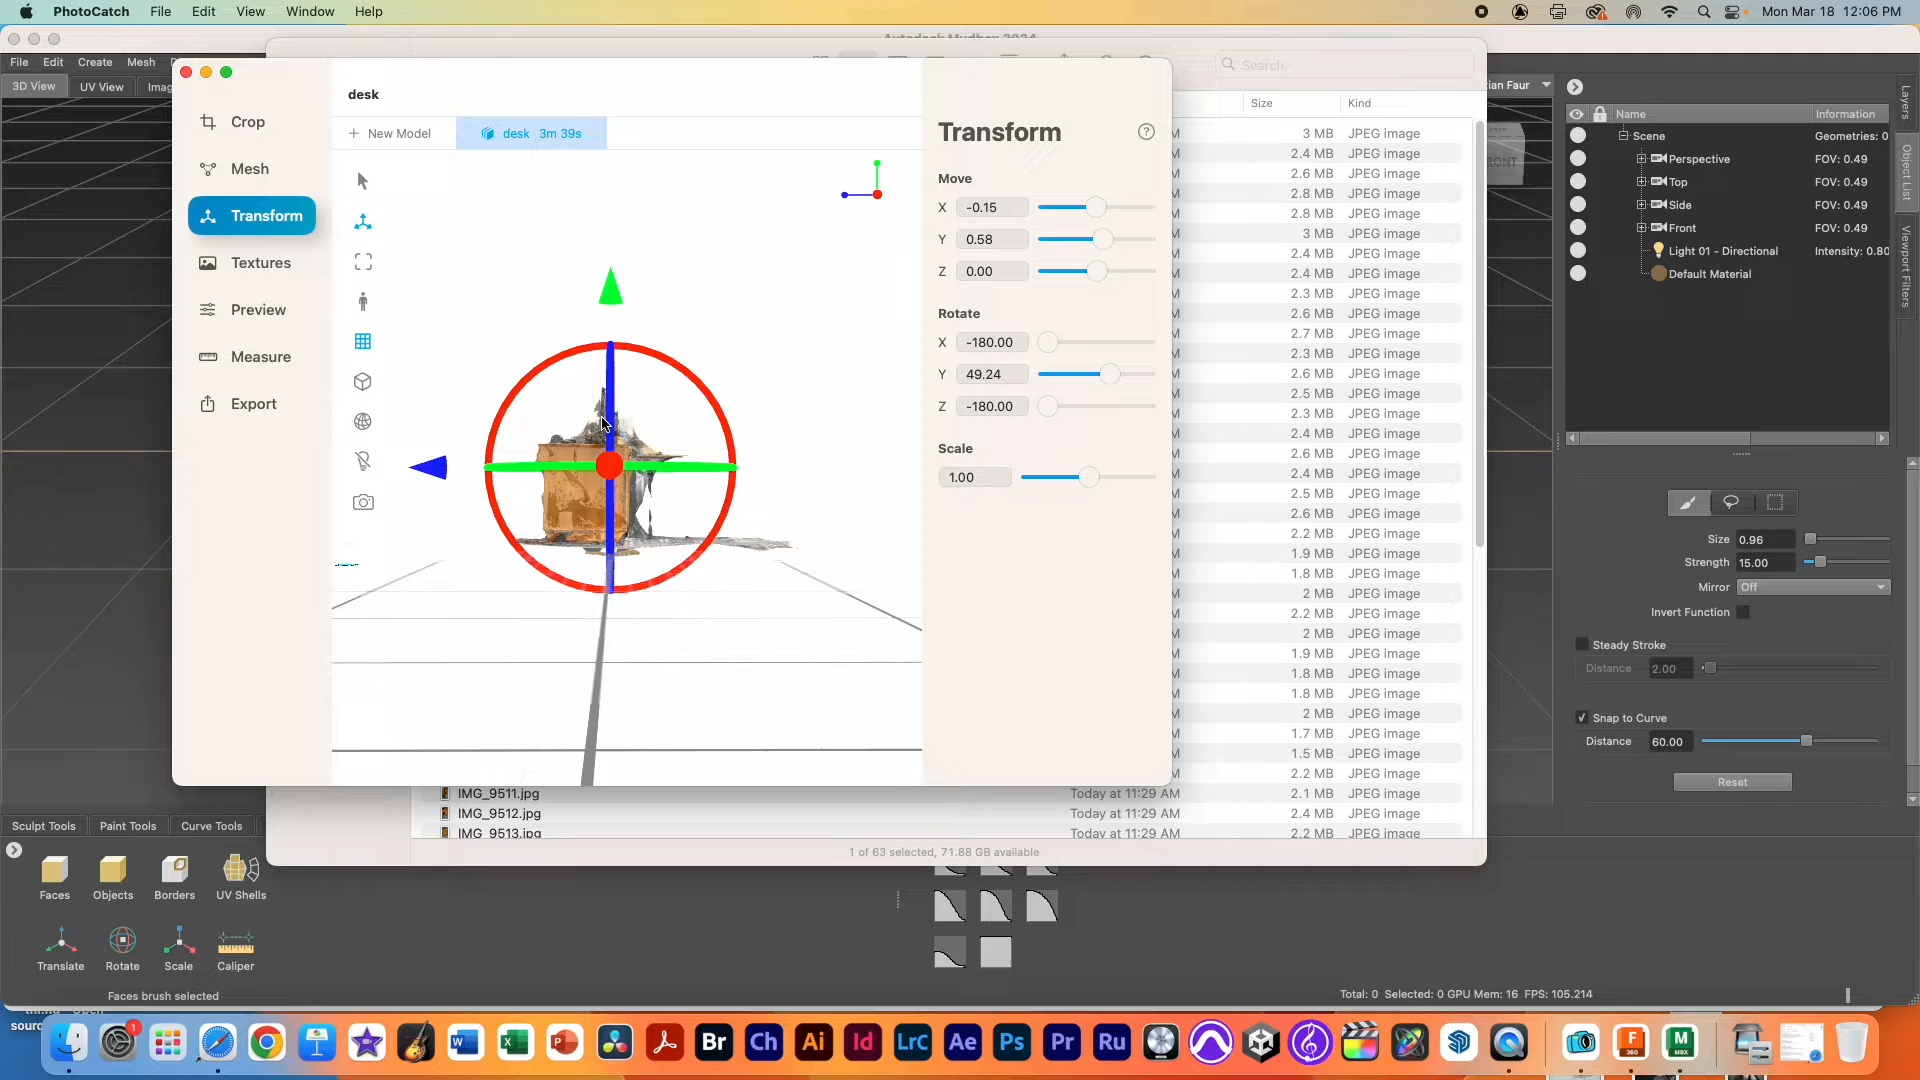 PhotoCatch File Edit View Window Help
Mon Mar 18 12:06 PM
Autodesk Mudbox 2024
File Edit Create Mesh
3D View UV View
desk
New Model
desk 3m 39s
Crop
Mesh
Transform
Textures
Preview
Measure
Export
Transform
?
Move
X -0.15
Y 0.58
Z 0.00
Rotate
X -180.00
Y 49.24
Z -180.00
Scale
1.00
Search
Size Kind
3 MB JPEG image
2.4 MB JPEG image
2.6 MB JPEG image
2.8 MB JPEG image
2.8 MB JPEG image
3 MB JPEG image
2.4 MB JPEG image
2.4 MB JPEG image
2.3 MB JPEG image
2.6 MB JPEG image
2.7 MB JPEG image
2.3 MB JPEG image
2.6 MB JPEG image
2.5 MB JPEG image
2.3 MB JPEG image
2.4 MB JPEG image
2.6 MB JPEG image
2.4 MB JPEG image
2.5 MB JPEG image
2.6 MB JPEG image
2.2 MB JPEG image
1.9 MB JPEG image
1.8 MB JPEG image
2 MB JPEG image
2.2 MB JPEG image
2 MB JPEG image
1.9 MB JPEG image
1.8 MB JPEG image
1.8 MB JPEG image
2 MB JPEG image
1.7 MB JPEG image
1.5 MB JPEG image
2.2 MB JPEG image
IMG_9511.jpg Today at 11:29 AM 2.1 MB JPEG image
IMG_9512.jpg Today at 11:29 AM 2.4 MB JPEG image
IMG_9513.jpg Today at 11:29 AM 2.2 MB JPEG image
1 of 63 selected, 71.88 GB available
Faur
Name Information
Scene Geometries: 0
Perspective FOV: 0.49
Top FOV: 0.49
Side FOV: 0.49
Front FOV: 0.49
Light 01 - Directional Intensity: 0.80
Default Material
Layers
Object List
Viewport Filters
Size 0.96
Strength 15.00
Mirror Off
Invert Function
Steady Stroke
Distance 2.00
Snap to Curve
Distance 60.00
Reset
Sculpt Tools Paint Tools Curve Tools
Faces Objects Borders UV Shells
Translate Rotate Scale Caliper
Faces brush selected
Total: 0 Selected: 0 GPU Mem: 16 FPS: 105.214
1
Br Ch Ai Id Lrc Ae Ps Pr Ru
F
360
M
MBX